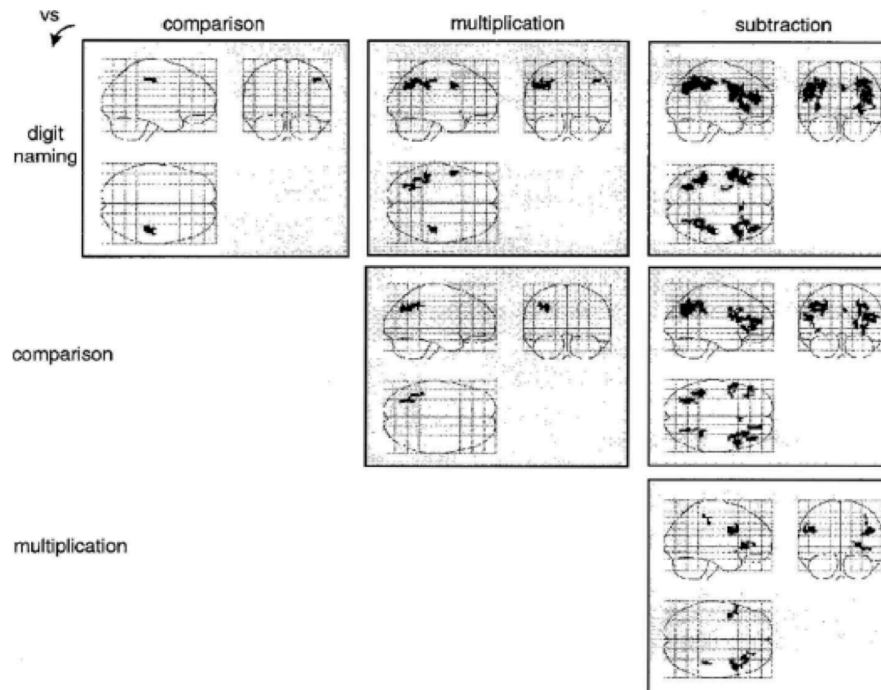 vs
comparison multiplication subtraction
digit
naming
comparison
multiplication